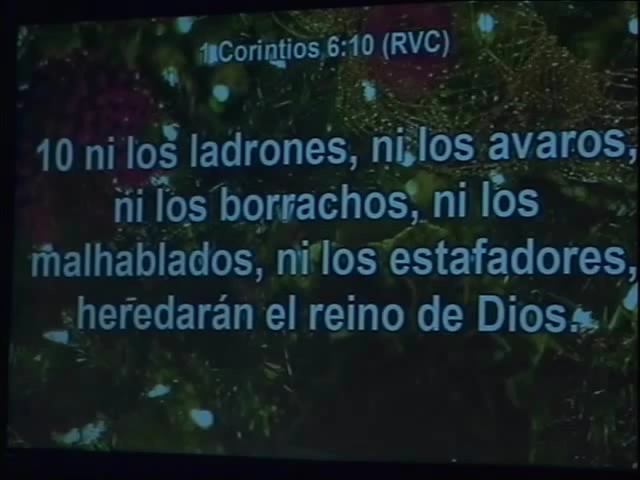 1 Corintios 6:10 (RVC)
10 ni los ladrones, ni los avaros,
ni los borrachos, ni los
malhablados, ni los estafadores,
heredarán el reino de Dios.